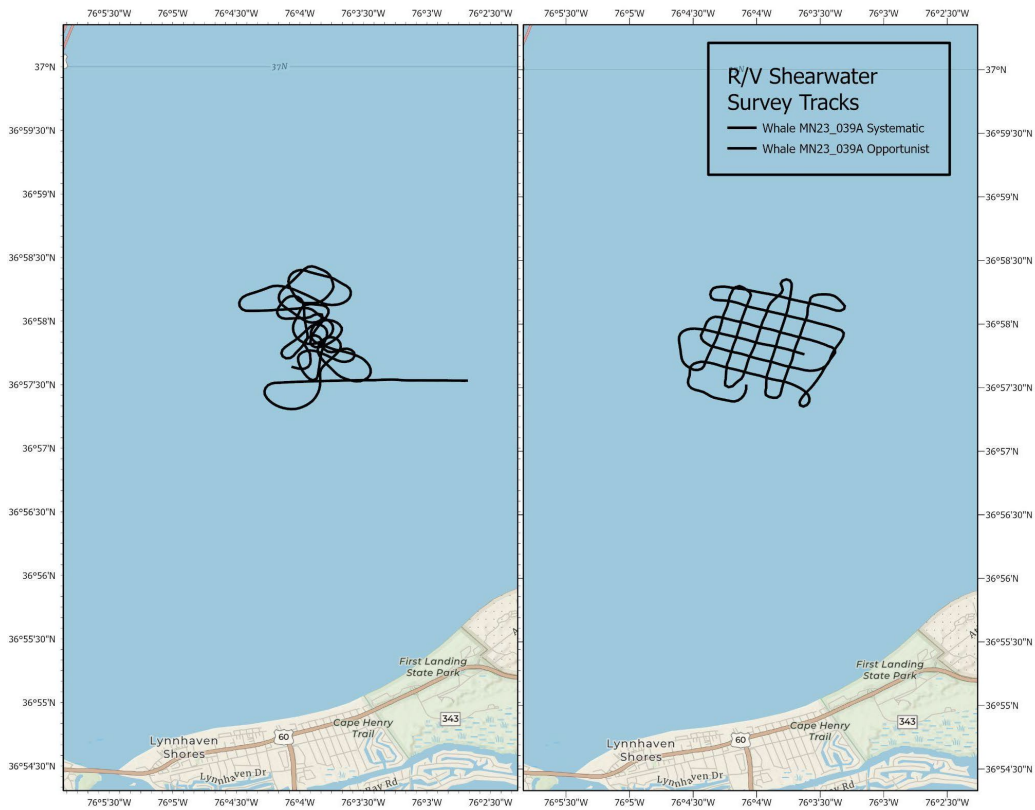 76°5'30"W 76°5'W 76°4'30"W 76°4'W 76°3'30"W 76°3'W 76°2'30"W
76°5'30"W 76°5'W 76°4'30"W 76°4'W 76°3'30"W 76°3'W 76°2'30"W
37°N
36°59'30"N
36°59'N
36°58'30"N
36°58'N
36°57'30"N
36°57'N
36°56'30"N
36°56'N
36°55'30"N
36°55'N
36°54'30"N
37N
First Landing
State Park
Cape Henry
Trail
343
60
Lynnhaven
Shores
Lynnhaven Dr
Bay Rd
R/V Shearwater
Survey Tracks
Whale MN23_039A Systematic
Whale MN23_039A Opportunist
First Landing
State Park
Cape Henry
Trail
343
60
Lynnhaven
Shores
Lynnhaven Dr
37°N
36°59'30"N
36°59'N
36°58'30"N
36°58'N
36°57'30"N
36°57'N
36°56'30"N
36°56'N
36°55'30"N
36°55'N
36°54'30"N
76°5'30"W 76°5'W 76°4'30"W 76°4'W 76°3'30"W 76°3'W 76°2'30"W
76°5'30"W 76°5'W 76°4'30"W 76°4'W 76°3'30"W 76°3'W 76°2'30"W